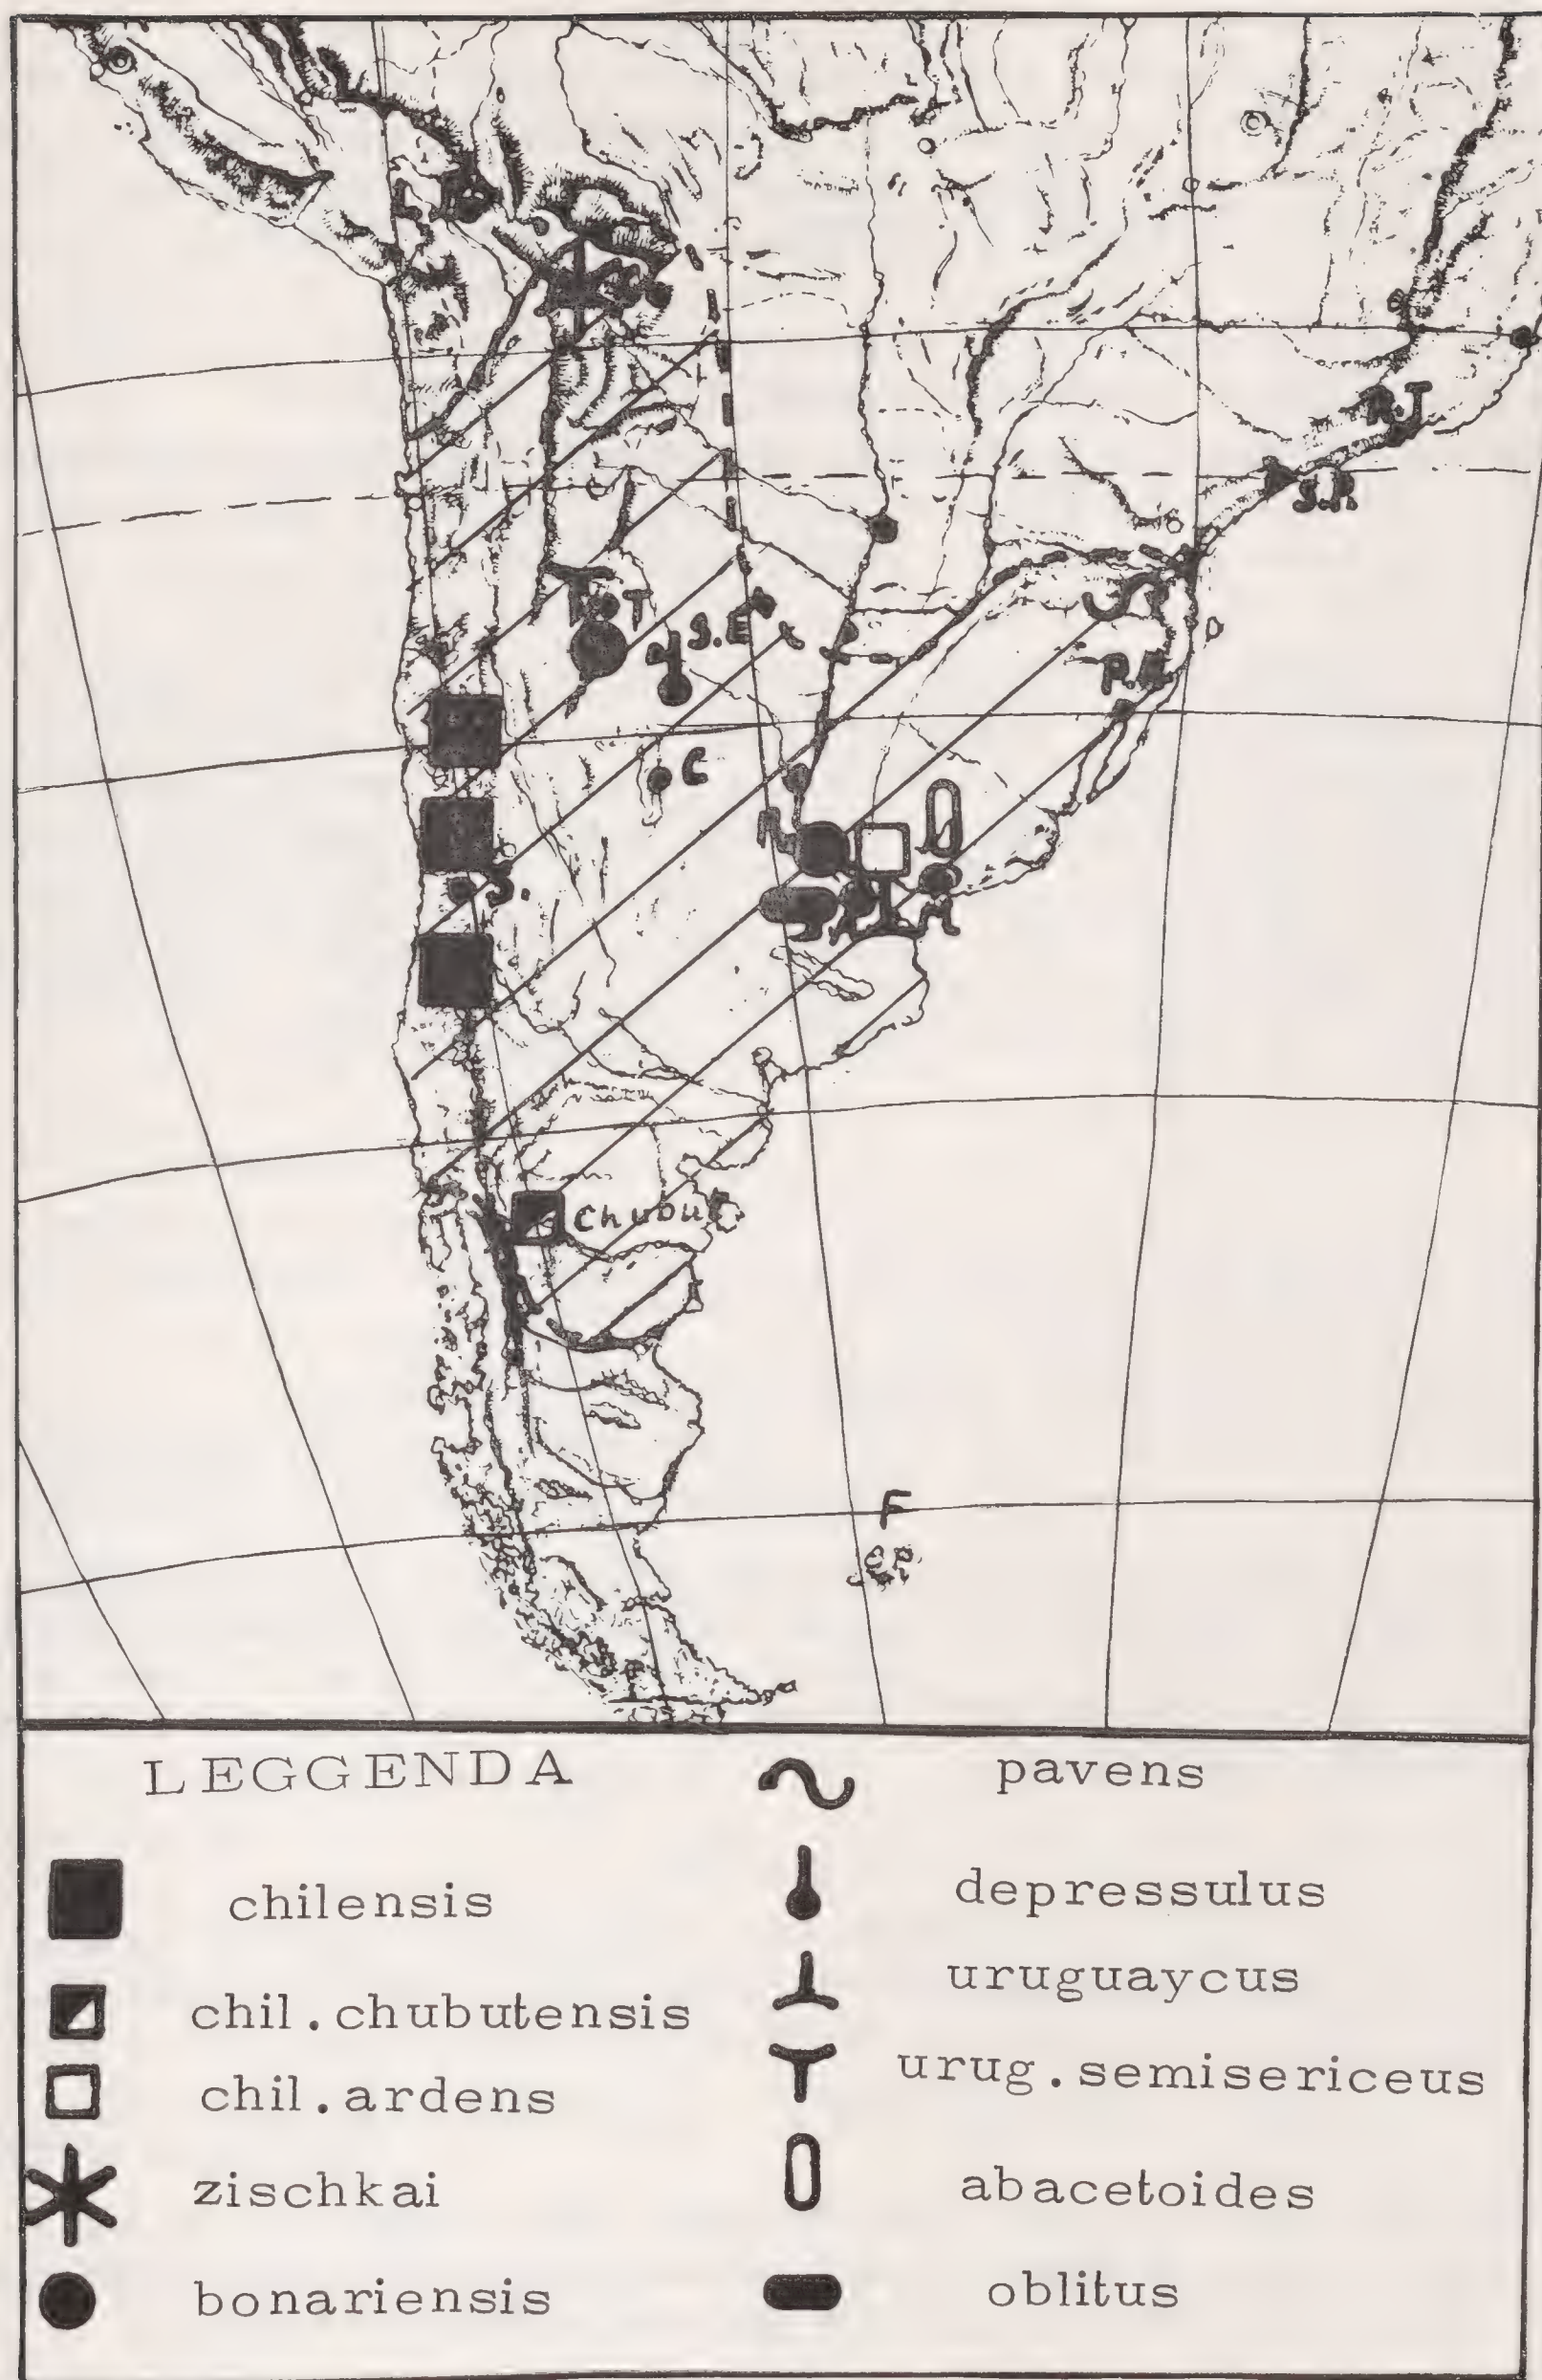 R.J
S.P.
T
S.E
P.A
C
S.
B.A
M
Chubut
F
LEGGENDA
chilensis
chil.chubutensis
chil.ardens
zischkai
bonariensis
pavens
depressulus
uruguaycus
urug.semisericeus
abacetoides
oblitus